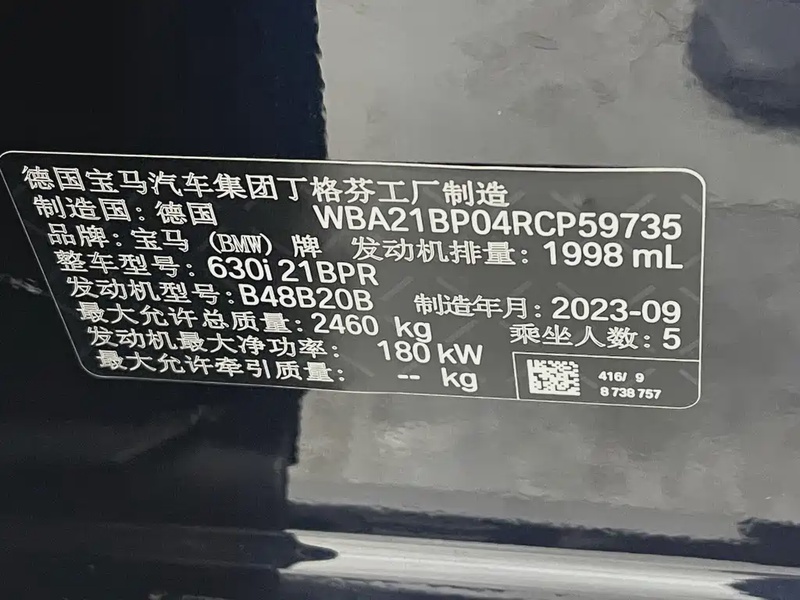 德国宝马汽车集团丁格芬工厂制造
制造国: 德国 WBA21BP04RCP59735
品牌: 宝马 (BMW) 牌 发动机排量: 1998 mL
整车型号: 630i 21BPR
发动机型号: B48B20B 制造年月: 2023-09
最大允许总质量: 2460 kg 乘坐人数: 5
发动机最大净功率: 180 kW
最大允许牵引质量: -- kg
416/ 9
8 738 757